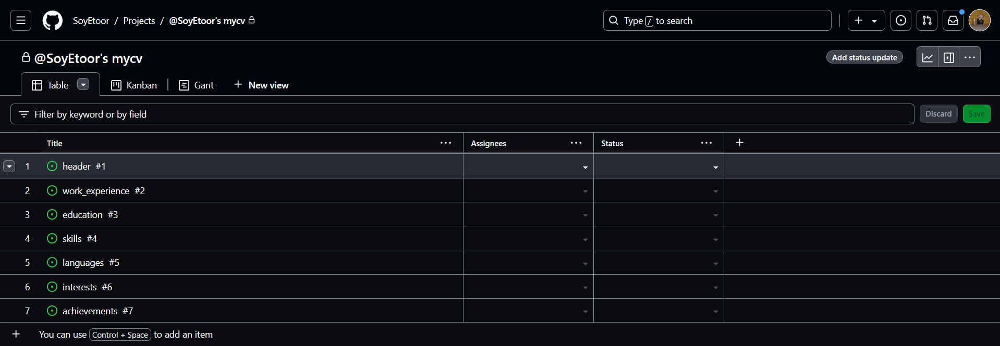 SoyEtoor / Projects / @SoyEtoor's mycv
Type / to search
@SoyEtoor's mycv
Add status update
Table
Kanban
Gant
New view
Filter by keyword or by field
Discard
Save
Title
Assignees
Status
1 header #1
2 work_experience #2
3 education #3
4 skills #4
5 languages #5
6 interests #6
7 achievements #7
You can use Control + Space to add an item